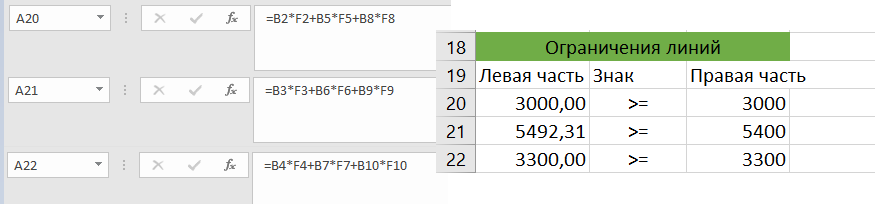 A20 fx =B2*F2+B5*F5+B8*F8
A21 fx =B3*F3+B6*F6+B9*F9
A22 fx =B4*F4+B7*F7+B10*F10
18 Ограничения линий
19 Левая часть Знак Правая часть
20 3000,00 >= 3000
21 5492,31 >= 5400
22 3300,00 >= 3300